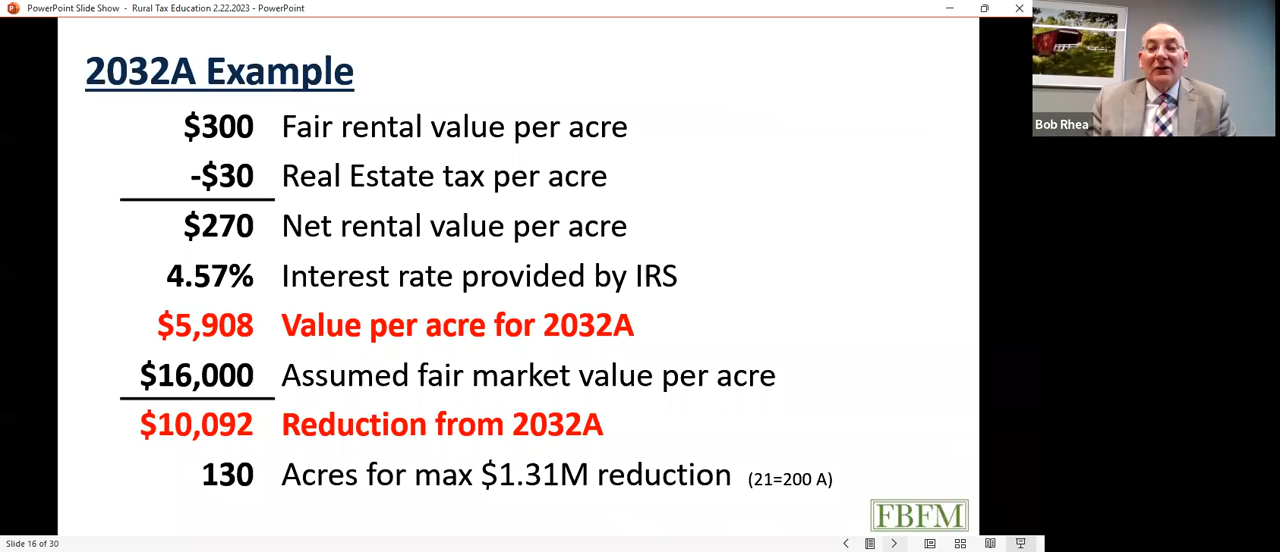 PowerPoint Slide Show - Rural Tax Education 2.22.2023 - PowerPoint
2032A Example
$300 Fair rental value per acre
-$30 Real Estate tax per acre
$270 Net rental value per acre
4.57% Interest rate provided by IRS
$5,908 Value per acre for 2032A
$16,000 Assumed fair market value per acre
$10,092 Reduction from 2032A
130 Acres for max $1.31M reduction (21=200 A)
FBFM
Slide 16 of 30
Bob Rhea